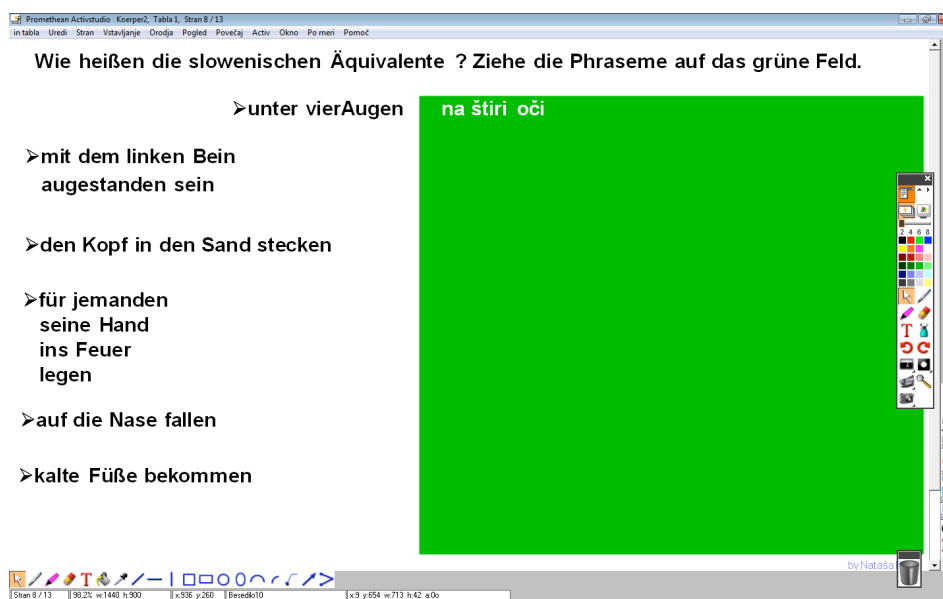 Promethean Activstudio Koerper2, Tabla 1, Stran 8 / 13
in tabla Uredi Stran Vstavljanje Orodja Pogled Povečaj Activ Okno Po meri Pomoč
Wie heißen die slowenischen Äquivalente ? Ziehe die Phraseme auf das grüne Feld.
➢unter vierAugen na štiri oči
➢mit dem linken Bein
augestanden sein
➢den Kopf in den Sand stecken
➢für jemanden
seine Hand
ins Feuer
legen
➢auf die Nase fallen
➢kalte Füße bekommen
2 4 6 8
T
by Nataša
T
Stran 8 / 13 98,2% w:1440 h:900 x:936 y:260 Besedilo10 x:9 y:654 w:713 h:42 a:0o